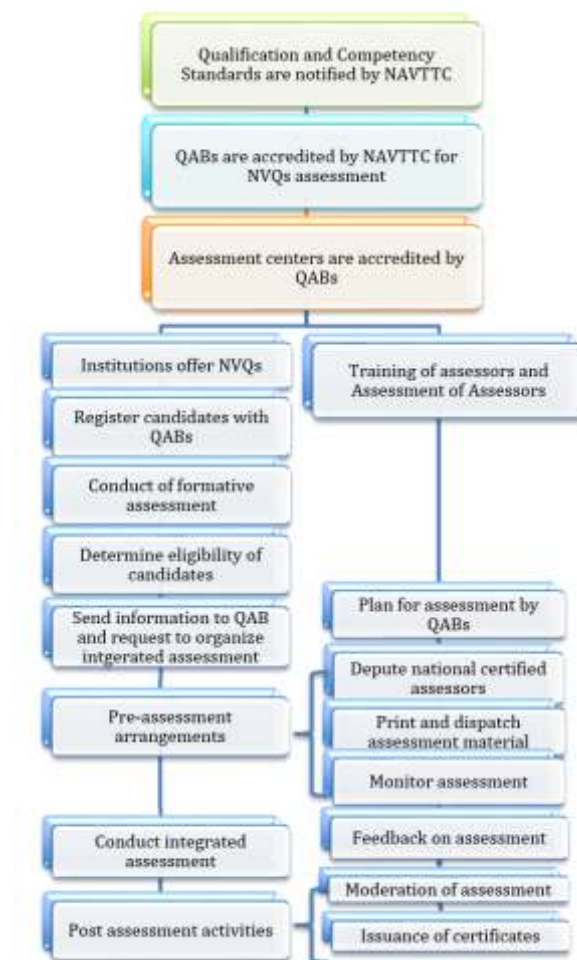 Qualification and Competency
Standards are notified by NAVTTC
QABs are accredited by NAVTTC for
NVQs assessment
Assessment centers are accredited by
QABs
Institutions offer NVQs
Register candidates with
QABs
Conduct of formative
assessment
Determine eligibility of
candidates
Send information to QAB
and request to organize
intgerated assessment
Pre-assessment
arrangements
Conduct integrated
assessment
Post assessment activities
Training of assessors and
Assessment of Assessors
Plan for assessment by
QABs
Depute national certified
assessors
Print and dispatch
assessment material
Monitor assessment
Feedback on assessment
Moderation of assessment
Issuance of certificates